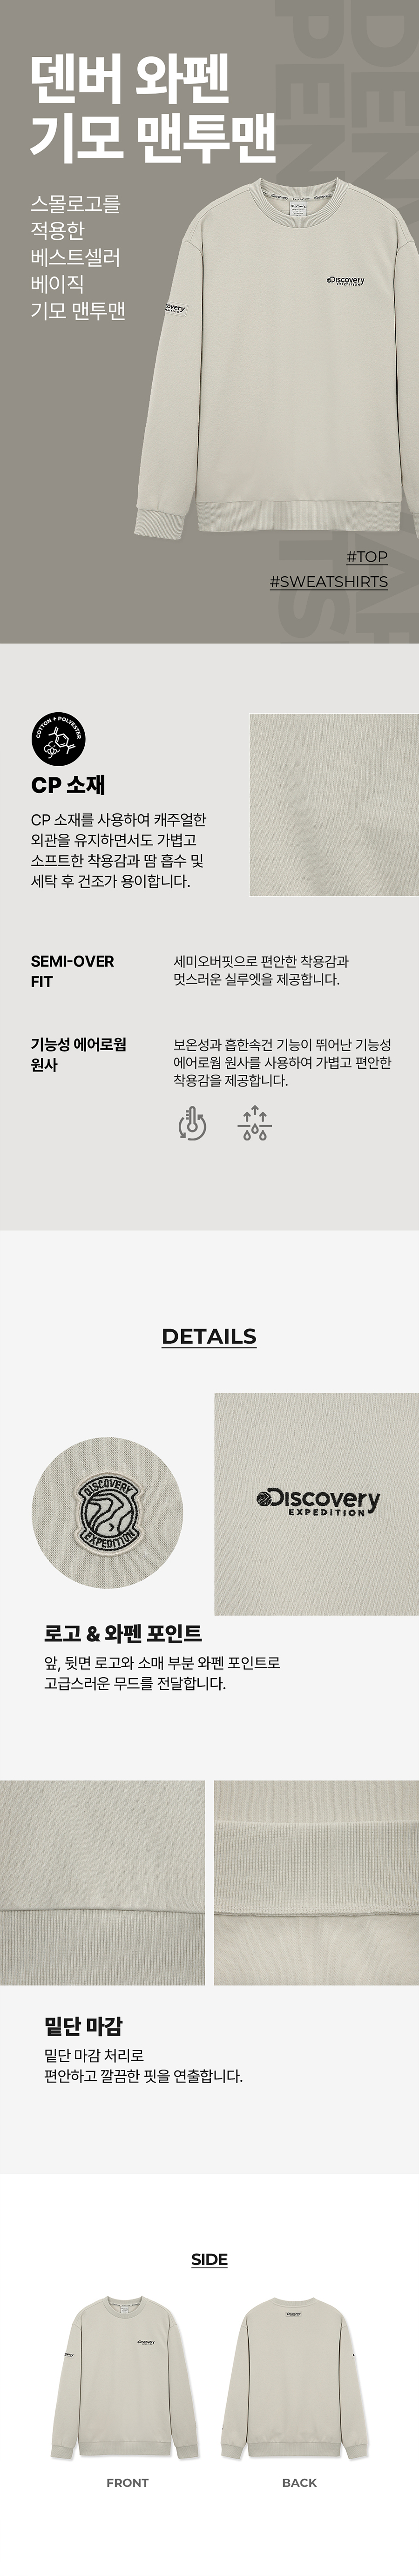 덴버 와펜
기모 맨투맨
스몰로고를
적용한
베스트셀러
베이직
기모 맨투맨
Discovery
EXPEDITION
#TOP
#SWEATSHIRTS
COTTON + POLYESTER
CP 소재
CP 소재를 사용하여 캐주얼한
외관을 유지하면서도 가볍고
소프트한 착용감과 땀 흡수 및
세탁 후 건조가 용이합니다.
SEMI-OVER
FIT
세미오버핏으로 편안한 착용감과
멋스러운 실루엣을 제공합니다.
기능성 에어로웜
원사
보온성과 흡한속건 기능이 뛰어난 기능성
에어로웜 원사를 사용하여 가볍고 편안한
착용감을 제공합니다.
DETAILS
DISCOVERY
EXPEDITION
Discovery
EXPEDITION
로고 & 와펜 포인트
앞, 뒷면 로고와 소매 부분 와펜 포인트로
고급스러운 무드를 전달합니다.
밑단 마감
밑단 마감 처리로
편안하고 깔끔한 핏을 연출합니다.
SIDE
Discovery
Discovery
FRONT
BACK